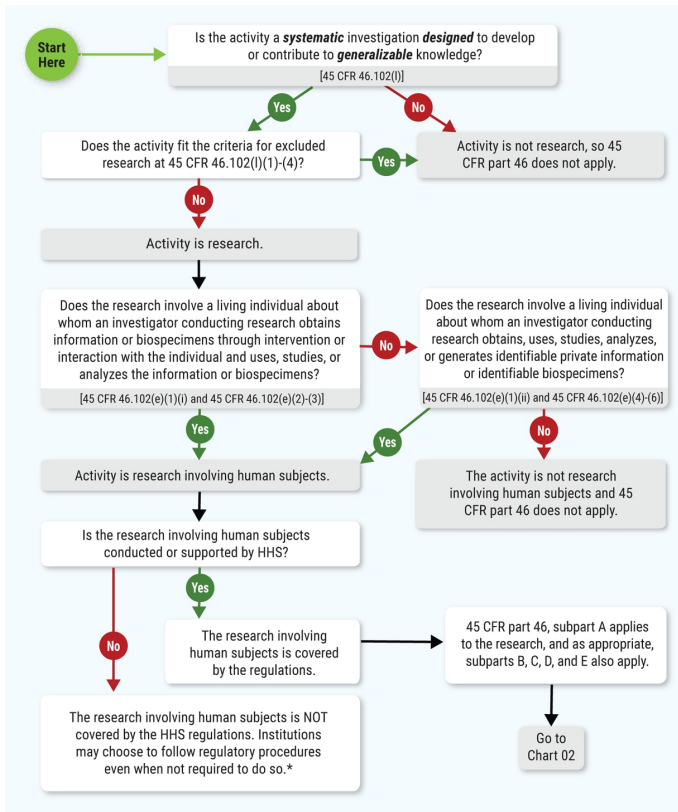 Start
Here
Is the activity a systematic investigation designed to develop
or contribute to generalizable knowledge?
[45 CFR 46.102(l)]
Yes
No
Does the activity fit the criteria for excluded
research at 45 CFR 46.102(l)(1)-(4)?
Yes
Activity is not research, so 45
CFR part 46 does not apply.
No
Activity is research.
Does the research involve a living individual about
whom an investigator conducting research obtains
information or biospecimens through intervention or
interaction with the individual and uses, studies, or
analyzes the information or biospecimens?
[45 CFR 46.102(e)(1)(i) and 45 CFR 46.102(e)(2)-(3)]
No
Does the research involve a living individual
about whom an investigator conducting
research obtains, uses, studies, analyzes,
or generates identifiable private information
or identifiable biospecimens?
[45 CFR 46.102(e)(1)(ii) and 45 CFR 46.102(e)(4)-(6)]
Yes
Yes
No
Activity is research involving human subjects.
The activity is not research
involving human subjects and 45
CFR part 46 does not apply.
Is the research involving human subjects
conducted or supported by HHS?
Yes
No
The research involving
human subjects is covered
by the regulations.
45 CFR part 46, subpart A applies
to the research, and as appropriate,
subparts B, C, D, and E also apply.
The research involving human subjects is NOT
covered by the HHS regulations. Institutions
may choose to follow regulatory procedures
even when not required to do so.*
Go to
Chart 02